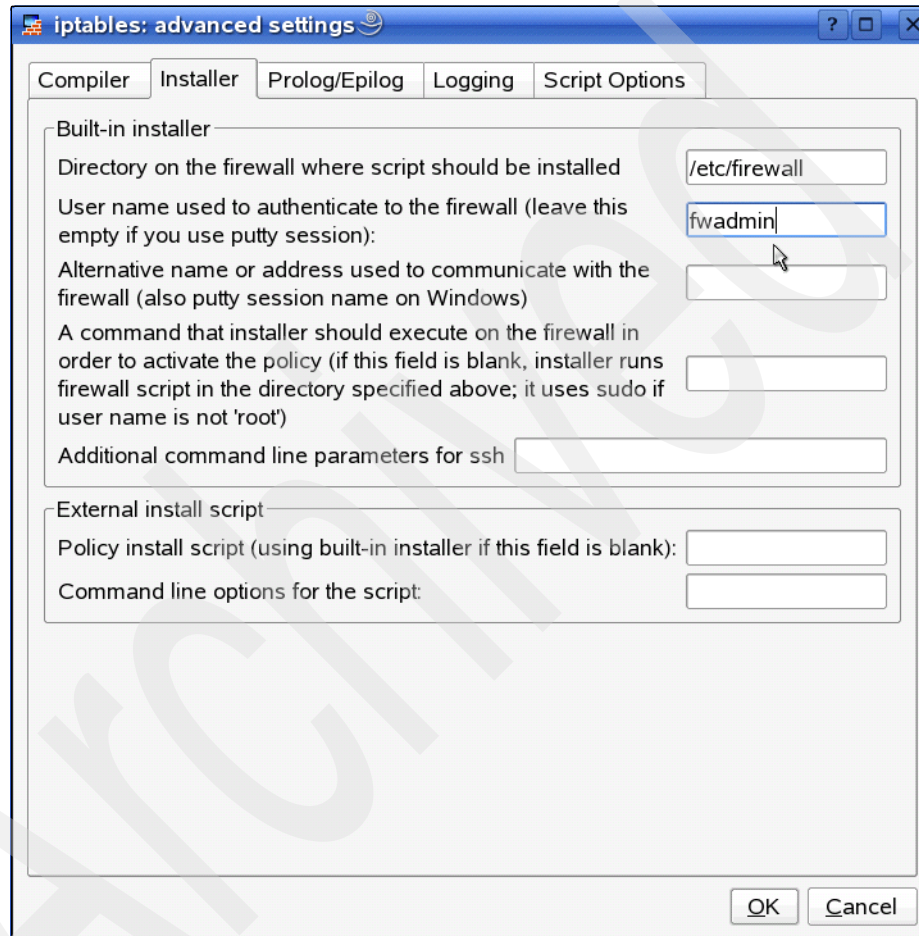 iptables: advanced settings
Compiler
Installer
Prolog/Epilog
Logging
Script Options
Built-in installer
Directory on the firewall where script should be installed
/etc/firewall
User name used to authenticate to the firewall (leave this
empty if you use putty session):
fwadmin
Alternative name or address used to communicate with the
firewall (also putty session name on Windows)
A command that installer should execute on the firewall in
order to activate the policy (if this field is blank, installer runs
firewall script in the directory specified above; it uses sudo if
user name is not 'root')
Additional command line parameters for ssh
External install script
Policy install script (using built-in installer if this field is blank):
Command line options for the script:
OK
Cancel
Archived